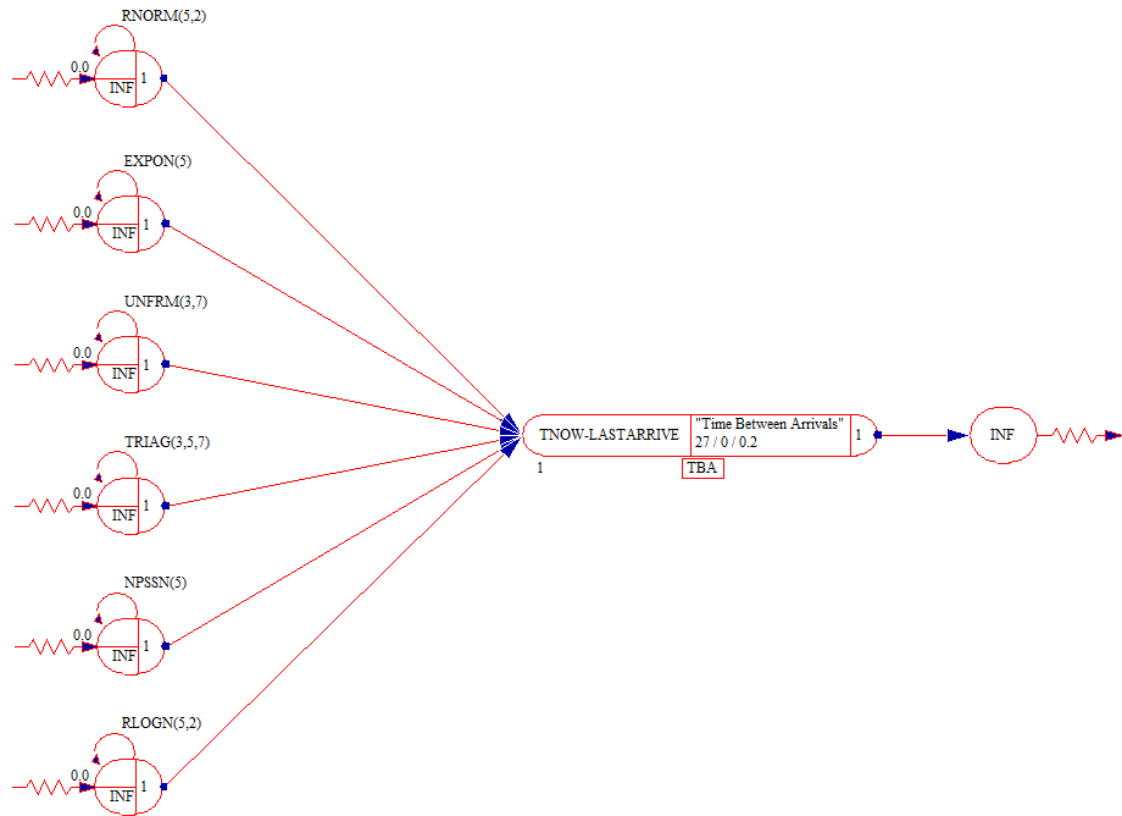 RNORM(5,2)
0.0
INF
1
EXPON(5)
0.0
INF
1
UNFRM(3,7)
0.0
INF
1
TRIAG(3,5,7)
0.0
INF
1
NPSSN(5)
0.0
INF
1
RLOGN(5,2)
0.0
INF
1
TNOW-LASTARRIVE
"Time Between Arrivals"
27 / 0 / 0.2
1
1
TBA
INF